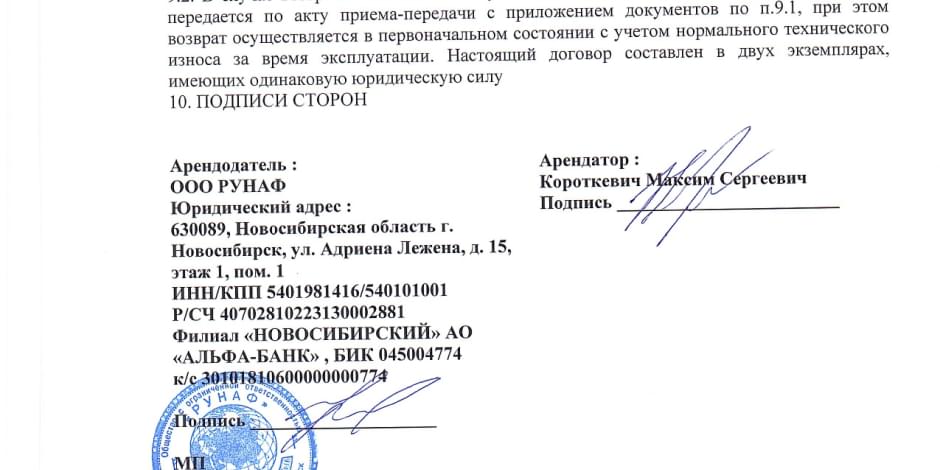 передается по акту приема-передачи с приложением документов по п.9.1, при этом
возврат осуществляется в первоначальном состоянии с учетом нормального технического
износа за время эксплуатации. Настоящий договор составлен в двух экземплярах,
имеющих одинаковую юридическую силу
10. ПОДПИСИ СТОРОН
Арендодатель :
ООО РУНАФ
Юридический адрес :
630089, Новосибирская область г.
Новосибирск, ул. Адриена Лежена, д. 15,
этаж 1, пом. 1
ИНН/КПП 5401981416/540101001
Р/СЧ 40702810223130002881
Филиал «НОВОСИБИРСКИЙ» АО
«АЛЬФА-БАНК» , БИК 045004774
к/с 30101810600000000774
Подпись
МП
Арендатор :
Короткевич Максим Сергеевич
Подпись
Общество с ограниченной ответственностью
"РУНАФ"